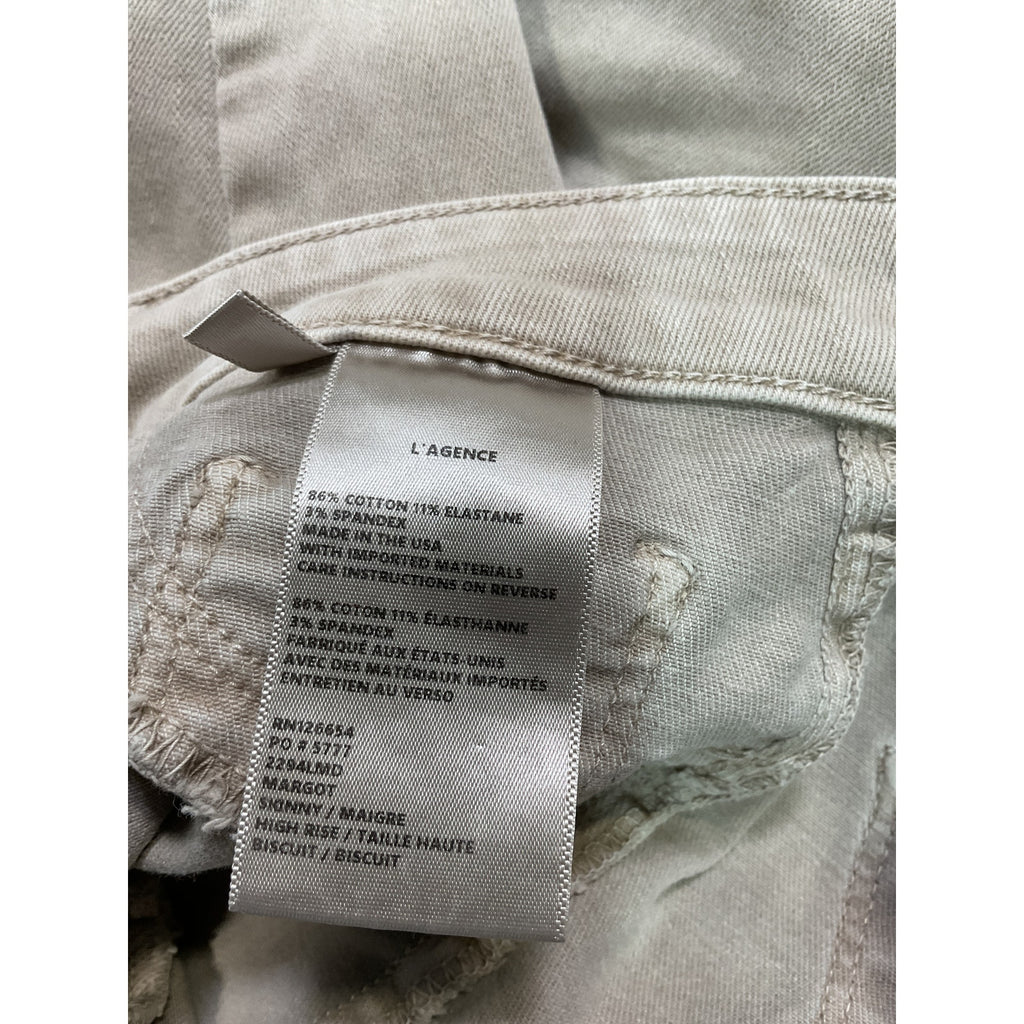 L'AGENCE
86% COTTON 11% ELASTANE
3% SPANDEX
MADE IN THE USA
WITH IMPORTED MATERIALS
CARE INSTRUCTIONS ON REVERSE
86% COTON 11% ÉLASTHANNE
3% SPANDEX
FABRIQUÉ AUX ÉTATS-UNIS
AVEC DES MATÉRIAUX IMPORTÉS
ENTRETIEN AU VERSO
RN126654
PO # 5777
2294LMD
MARGOT
SKINNY / MAIGRE
HIGH RISE / TAILLE HAUTE
BISCUIT / BISCUIT